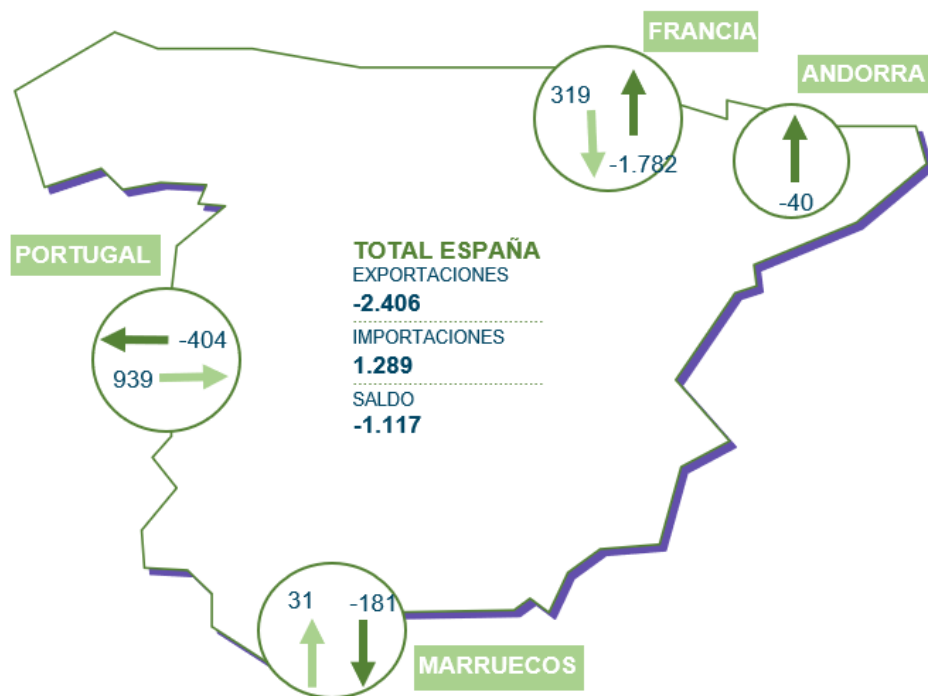 FRANCIA
319
-1.782
ANDORRA
-40
PORTUGAL
-404
939
TOTAL ESPAÑA
EXPORTACIONES
-2.406
IMPORTACIONES
1.289
SALDO
-1.117
31
-181
MARRUECOS